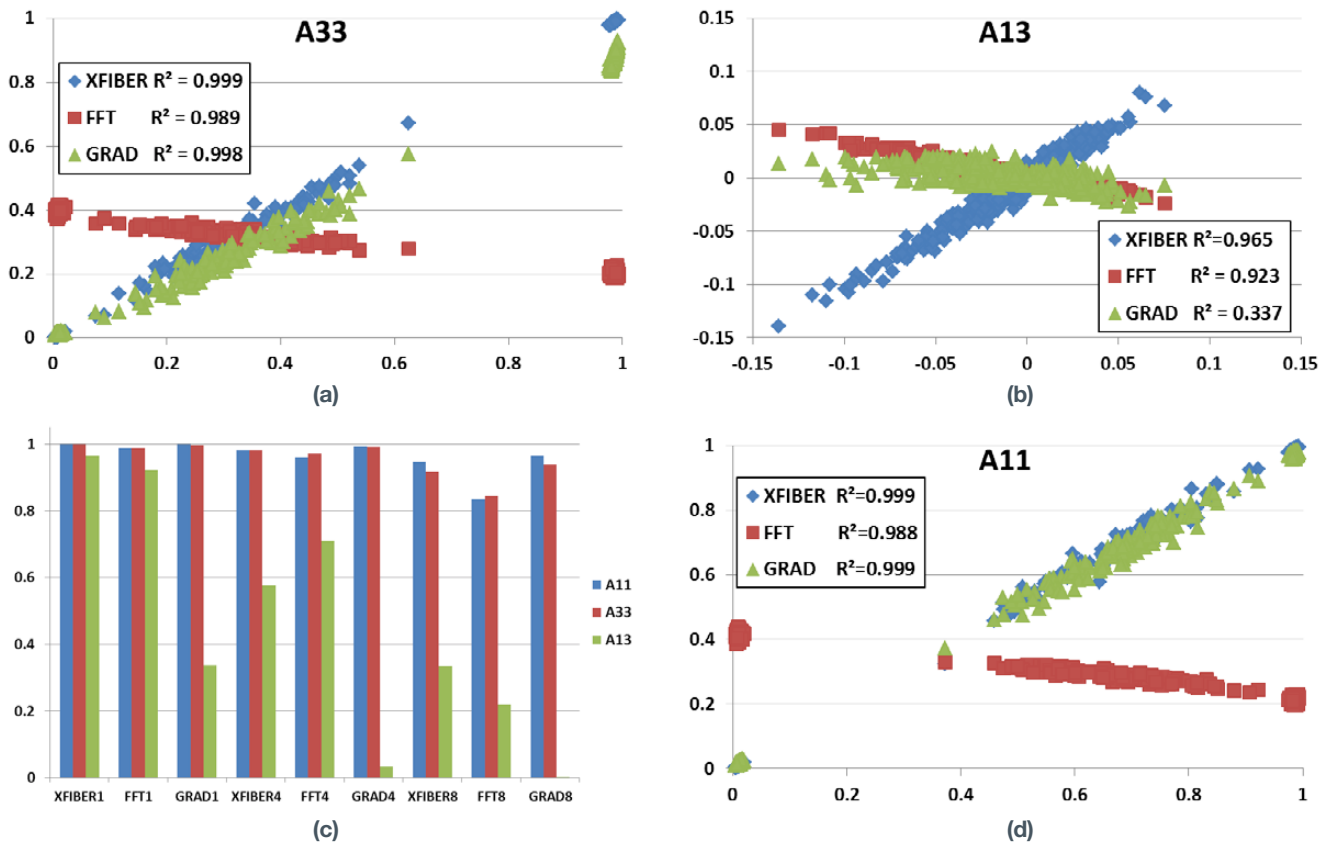 A33
XFIBER R² = 0.999
FFT R² = 0.989
GRAD R² = 0.998
1
0.8
0.6
0.4
0.2
0
0 0.2 0.4 0.6 0.8 1
(a)
A13
0.15
0.10
0.05
0
-0.05
-0.10
-0.15
-0.15 -0.1 -0.05 0 0.05 0.1 0.15
XFIBER R²=0.965
FFT R² = 0.923
GRAD R² = 0.337
(b)
1
0.8
0.6
0.4
0.2
0
XFIBER1 FFT1 GRAD1 XFIBER4 FFT4 GRAD4 XFIBER8 FFT8 GRAD8
A11
A33
A13
(c)
A11
XFIBER R²=0.999
FFT R²=0.988
GRAD R²=0.999
1
0.8
0.6
0.4
0.2
0
0 0.2 0.4 0.6 0.8 1
(d)